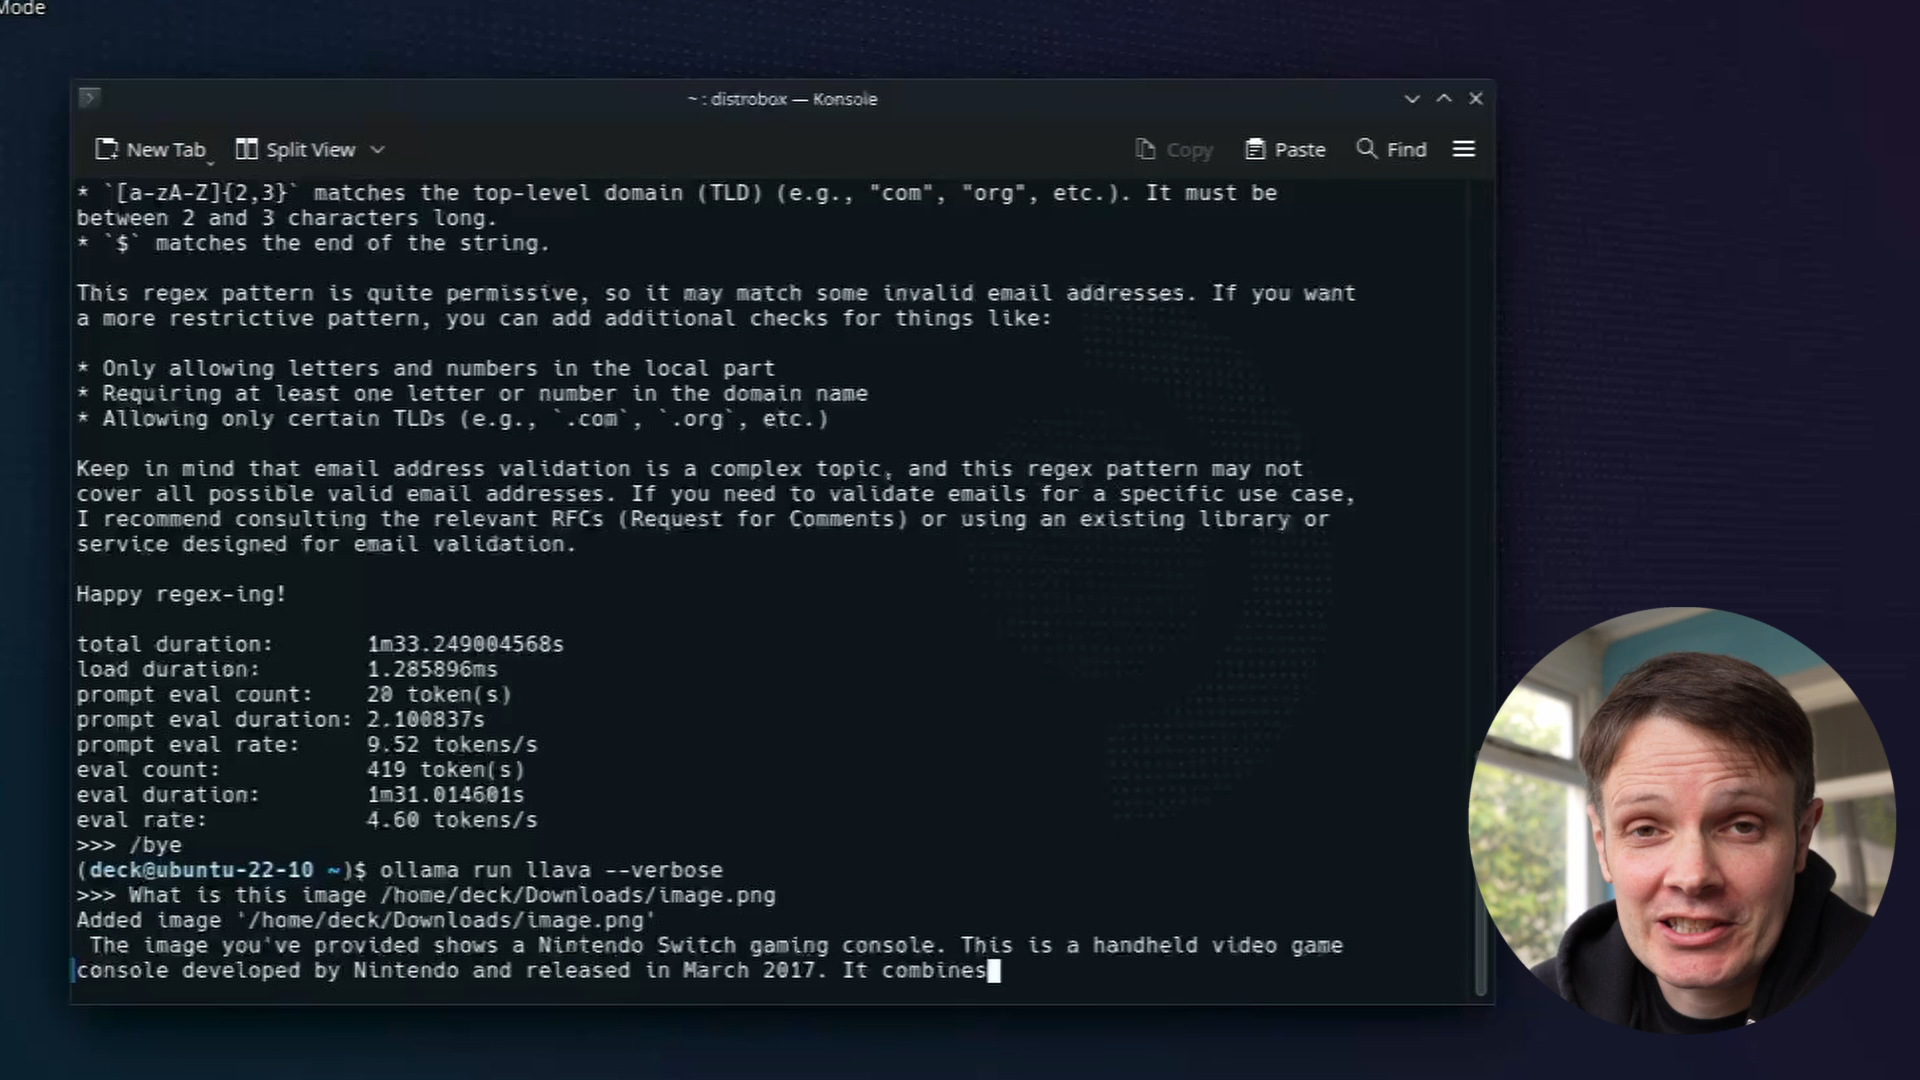 Mode
~ : distrobox — Konsole
New Tab Split View Copy Paste Find
* `[a-zA-Z]{2,3}` matches the top-level domain (TLD) (e.g., "com", "org", etc.). It must be
between 2 and 3 characters long.
* `$` matches the end of the string.
This regex pattern is quite permissive, so it may match some invalid email addresses. If you want
a more restrictive pattern, you can add additional checks for things like:
* Only allowing letters and numbers in the local part
* Requiring at least one letter or number in the domain name
* Allowing only certain TLDs (e.g., `.com`, `.org`, etc.)
Keep in mind that email address validation is a complex topic, and this regex pattern may not
cover all possible valid email addresses. If you need to validate emails for a specific use case,
I recommend consulting the relevant RFCs (Request for Comments) or using an existing library or
service designed for email validation.
Happy regex-ing!
total duration: 1m33.249004568s
load duration: 1.285896ms
prompt eval count: 20 token(s)
prompt eval duration: 2.100837s
prompt eval rate: 9.52 tokens/s
eval count: 419 token(s)
eval duration: 1m31.014601s
eval rate: 4.60 tokens/s
>>> /bye
(deck@ubuntu-22-10 ~)$ ollama run llava --verbose
>>> What is this image /home/deck/Downloads/image.png
Added image '/home/deck/Downloads/image.png'
The image you've provided shows a Nintendo Switch gaming console. This is a handheld video game
console developed by Nintendo and released in March 2017. It combines